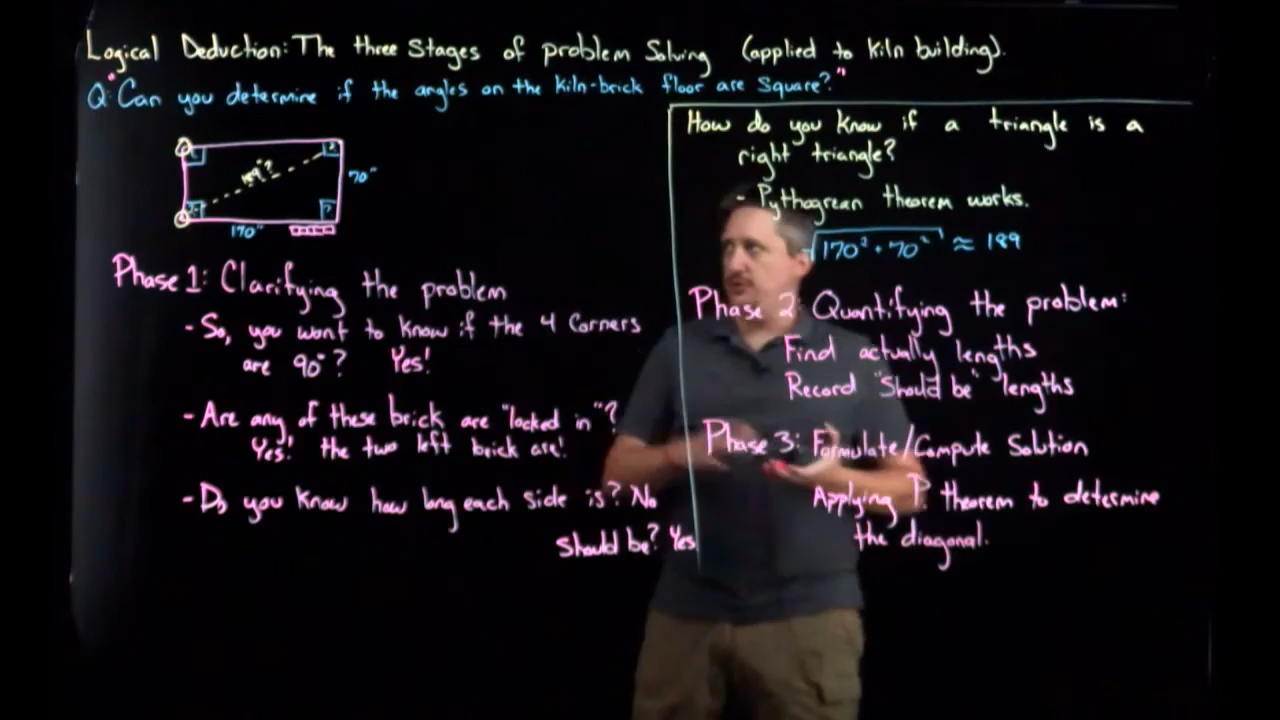 Logical Deduction: The three Stages of problem Solving (applied to kiln building).
Q: "Can you determine if the angles on the kiln-brick floor are square?"
189"?
70"
170"
Phase 1: Clarifying the problem
- So, you want to know if the 4 corners
are 90°? Yes!
- Are any of these brick are "locked in"?
Yes! the two left brick are!
- Do you know how long each side is? No
should be? Yes
How do you know if a triangle is a
right triangle?
- Pythagrean theorem works.
√170² + 70² ≈ 189
Phase 2: Quantifying the problem:
Find actually lengths
Record "Should be" lengths
Phase 3: Formulate/Compute Solution
Applying P. theorem to determine
the diagonal.